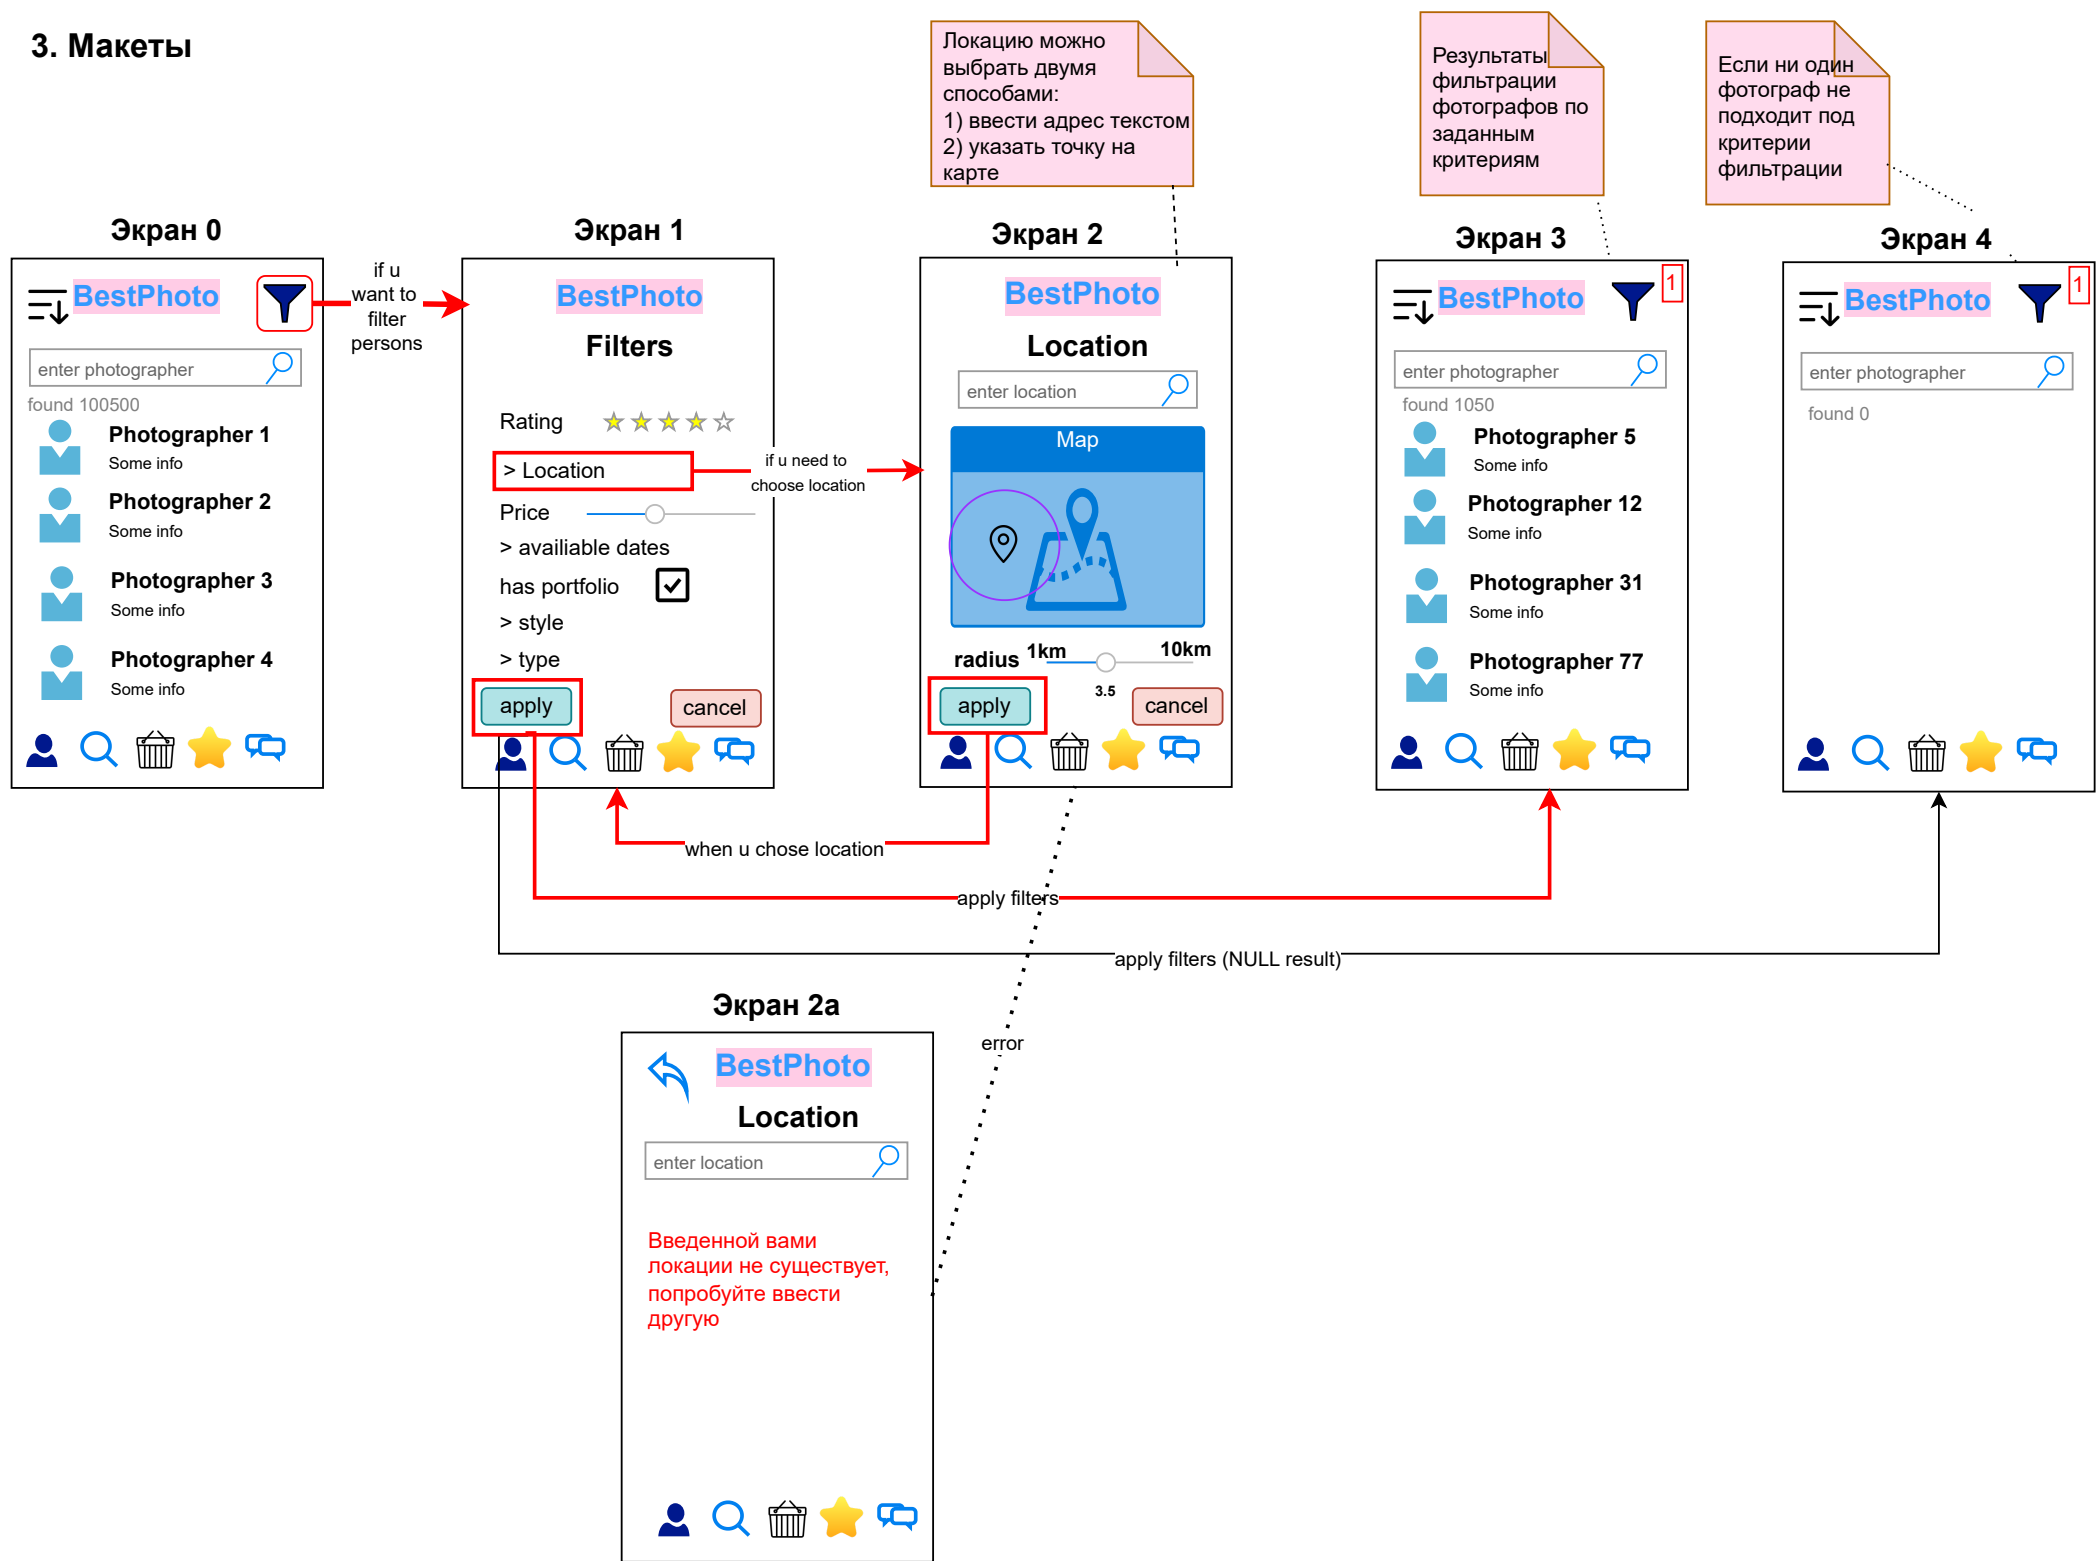 3. Макеты
Локацию можно
выбрать двумя
способами:
1) ввести адрес текстом
2) указать точку на
карте
Результаты
фильтрации
фотографов по
заданным
критериям
Если ни один
фотограф не
подходит под
критерии
фильтрации
Экран 0
BestPhoto
enter photographer
found 100500
Photographer 1
Some info
Photographer 2
Some info
Photographer 3
Some info
Photographer 4
Some info
if u
want to
filter
persons
Экран 1
BestPhoto
Filters
Rating
> Location
Price
> availiable dates
has portfolio
> style
> type
apply
cancel
if u need to
choose location
Экран 2
BestPhoto
Location
enter location
Map
radius
1km
10km
3.5
apply
cancel
Экран 3
BestPhoto
1
enter photographer
found 1050
Photographer 5
Some info
Photographer 12
Some info
Photographer 31
Some info
Photographer 77
Some info
Экран 4
BestPhoto
1
enter photographer
found 0
when u chose location
apply filters
apply filters (NULL result)
error
Экран 2а
BestPhoto
Location
enter location
Введенной вами
локации не существует,
попробуйте ввести
другую